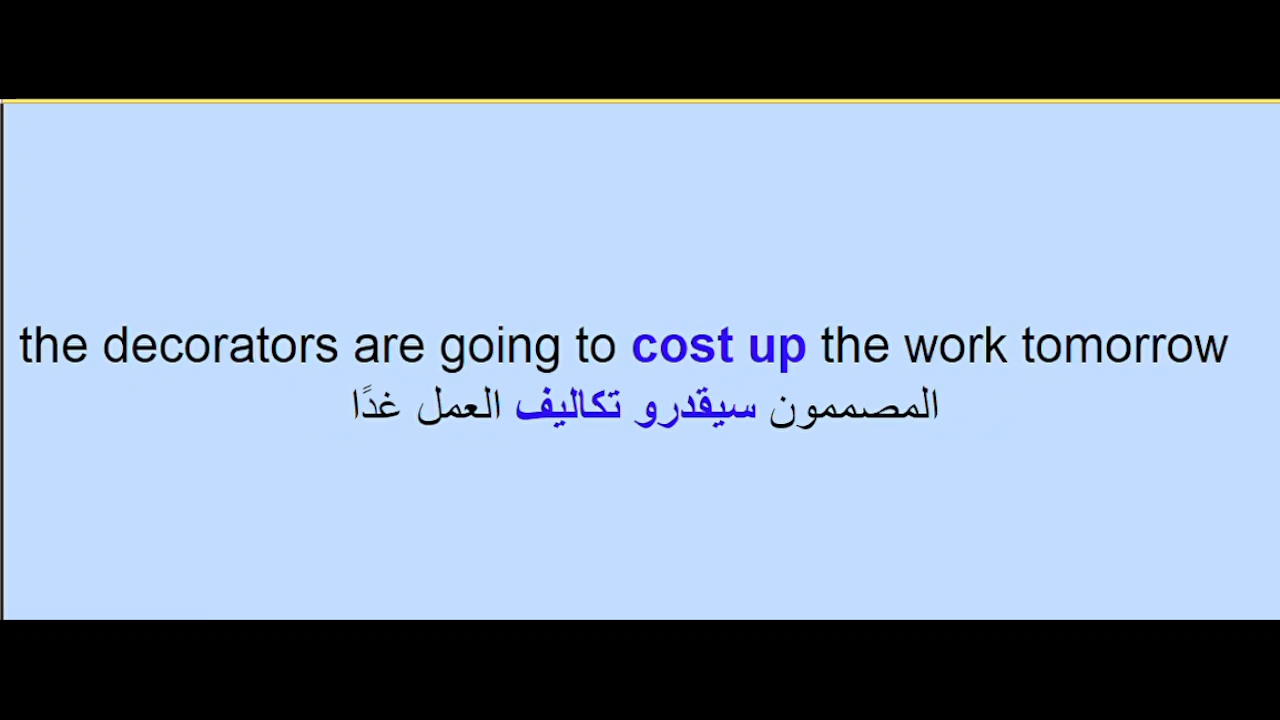 the decorators are going to cost up the work tomorrow
المصممون سيقدرو تكاليف العمل غدًا